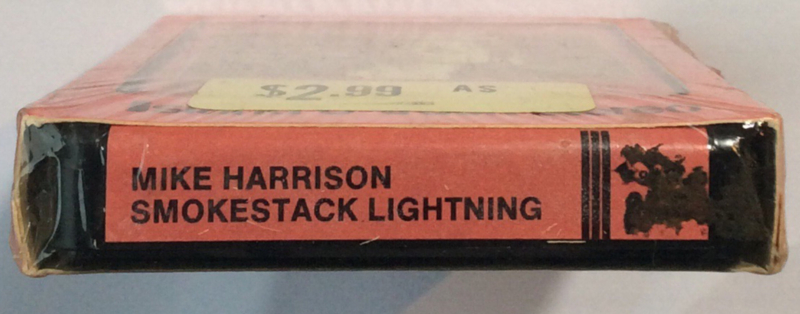 $2.99 AS
MIKE HARRISON
SMOKESTACK LIGHTNING